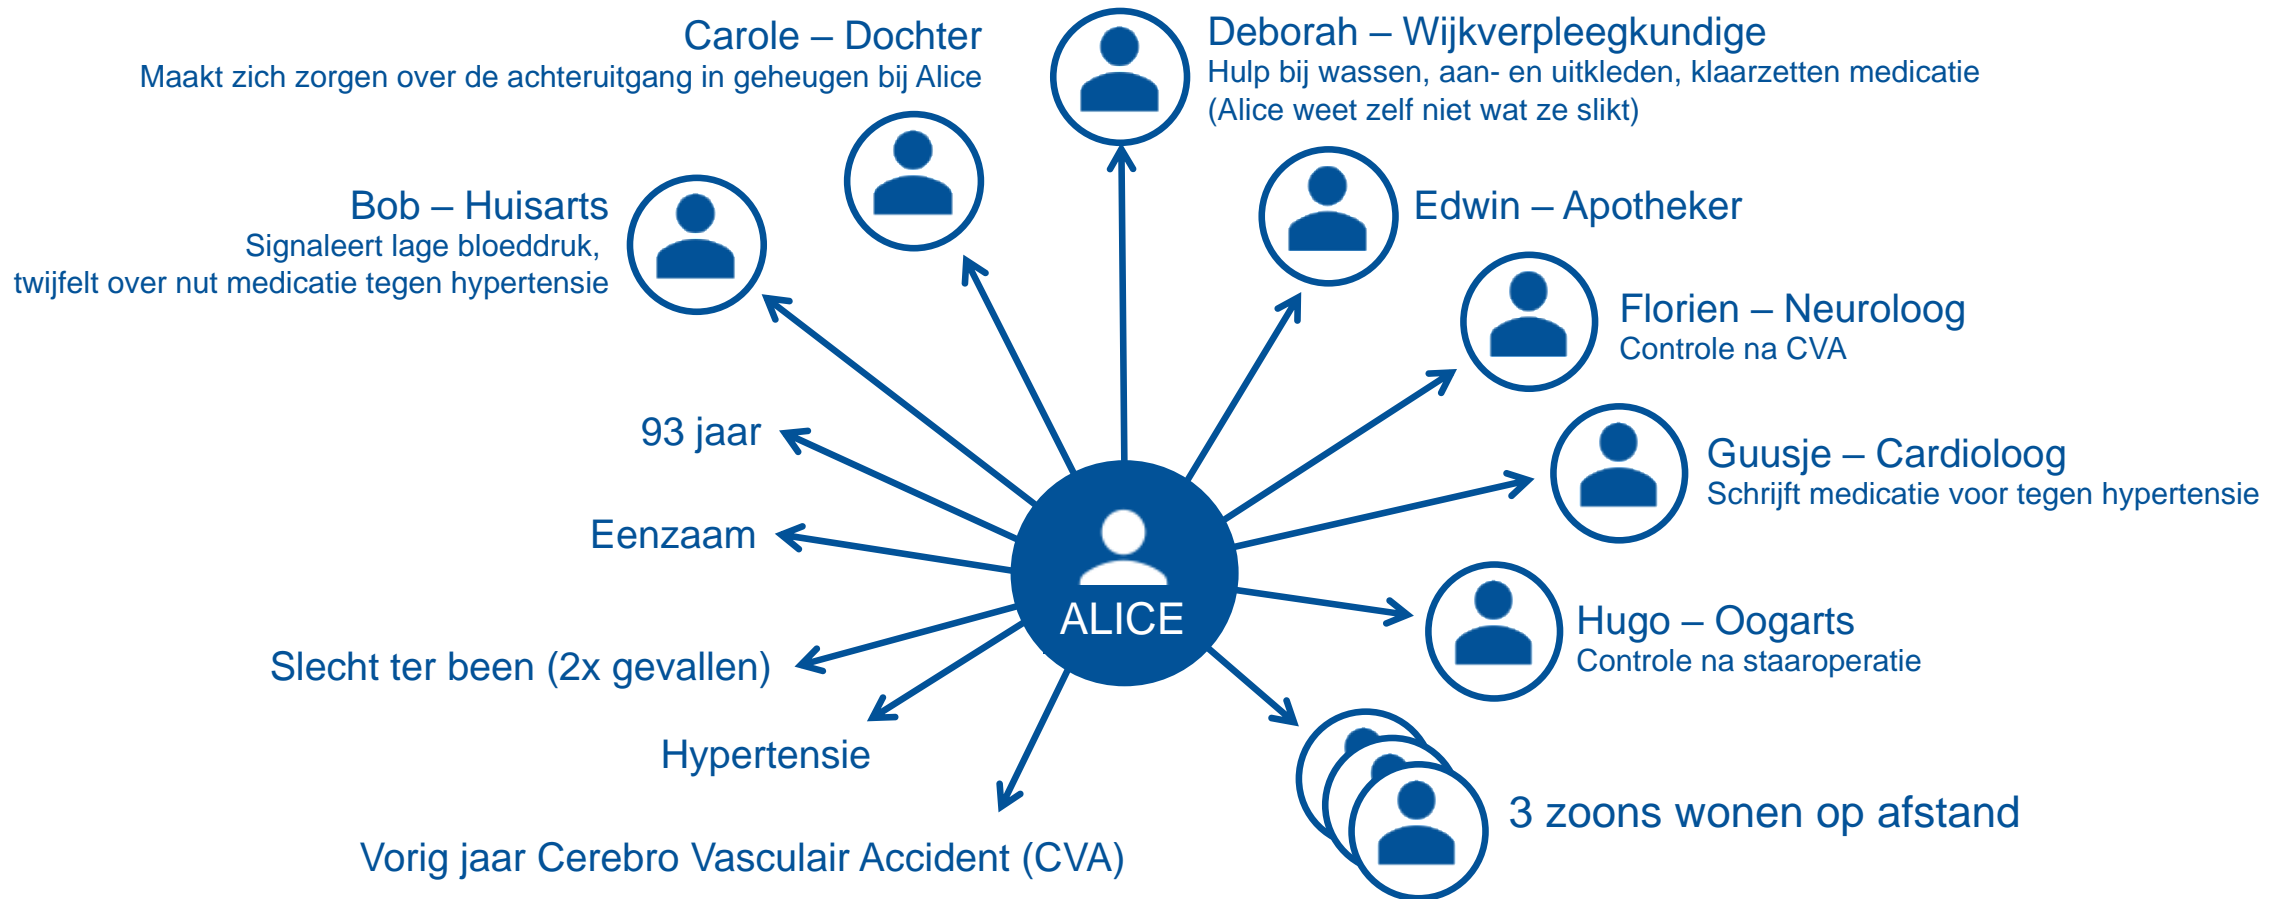 Carole – Dochter
Maakt zich zorgen over de achteruitgang in geheugen bij Alice
Deborah – Wijkverpleegkundige
Hulp bij wassen, aan- en uitkleden, klaarzetten medicatie
(Alice weet zelf niet wat ze slikt)
Bob – Huisarts
Signaleert lage bloeddruk,
twijfelt over nut medicatie tegen hypertensie
Edwin – Apotheker
Florien – Neuroloog
Controle na CVA
93 jaar
Guusje – Cardioloog
Schrijft medicatie voor tegen hypertensie
Eenzaam
ALICE
Hugo – Oogarts
Controle na staaroperatie
Slecht ter been (2x gevallen)
Hypertensie
3 zoons wonen op afstand
Vorig jaar Cerebro Vasculair Accident (CVA)